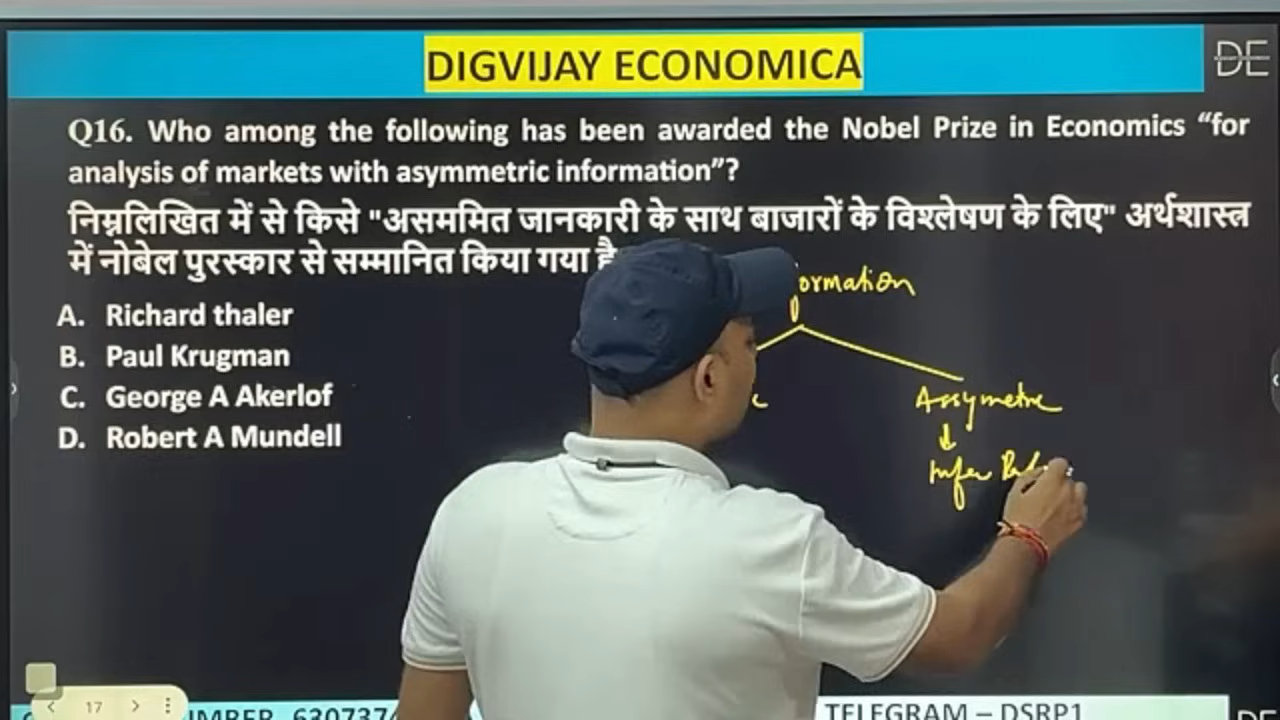 DIGVIJAY ECONOMICA
DE
Q16. Who among the following has been awarded the Nobel Prize in Economics “for
analysis of markets with asymmetric information”?
निम्नलिखित में से किसे "असममित जानकारी के साथ बाजारों के विश्लेषण के लिए" अर्थशास्त्र
में नोबेल पुरस्कार से सम्मानित किया गया है
ormation
A. Richard thaler
B. Paul Krugman
C. George A Akerlof
D. Robert A Mundell
Assymetre
17
TELEGRAM – DSRP1
DE